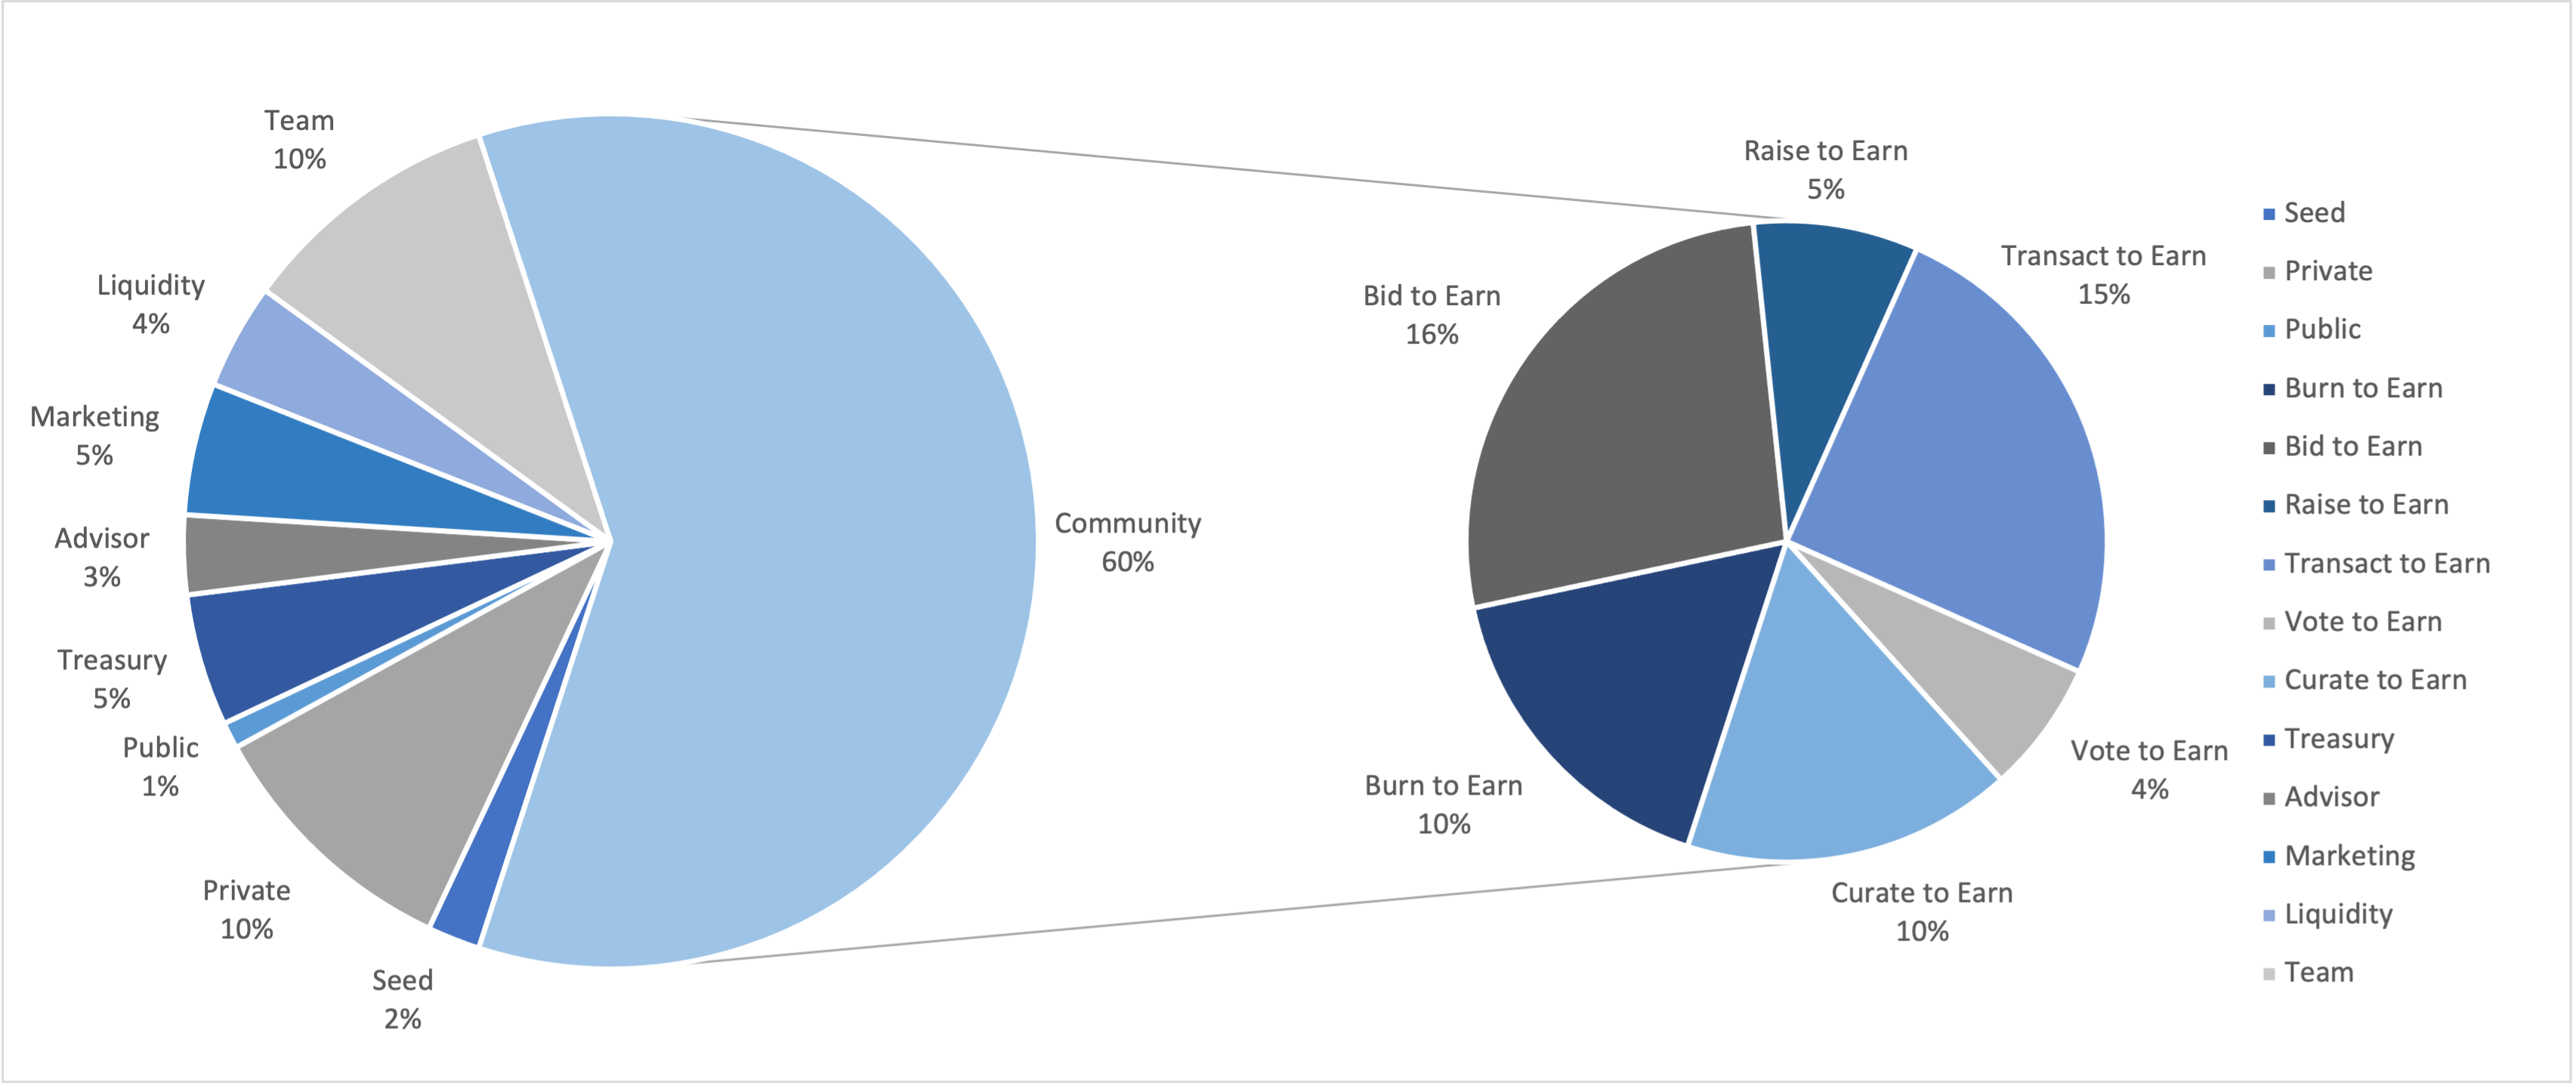 Team
10%
Liquidity
4%
Marketing
5%
Advisor
3%
Treasury
5%
Public
1%
Private
10%
Seed
2%
Community
60%
Raise to Earn
5%
Transact to Earn
15%
Bid to Earn
16%
Burn to Earn
10%
Vote to Earn
4%
Curate to Earn
10%
Seed
Private
Public
Burn to Earn
Bid to Earn
Raise to Earn
Transact to Earn
Vote to Earn
Curate to Earn
Treasury
Advisor
Marketing
Liquidity
Team